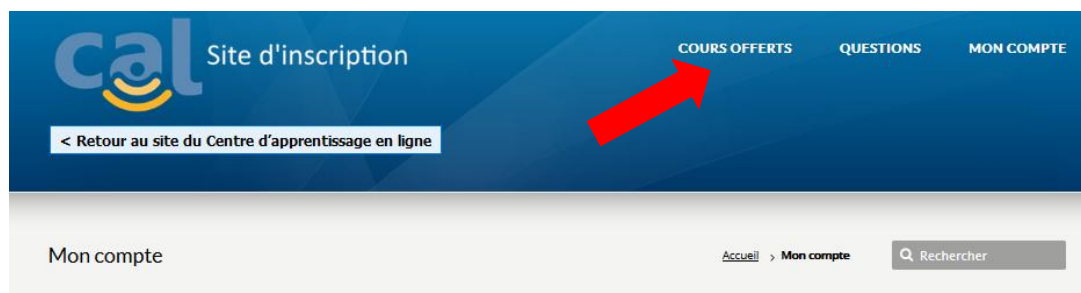 cal Site d'inscription
COURS OFFERTS QUESTIONS MON COMPTE
< Retour au site du Centre d’apprentissage en ligne
Mon compte
Accueil > Mon compte
Rechercher